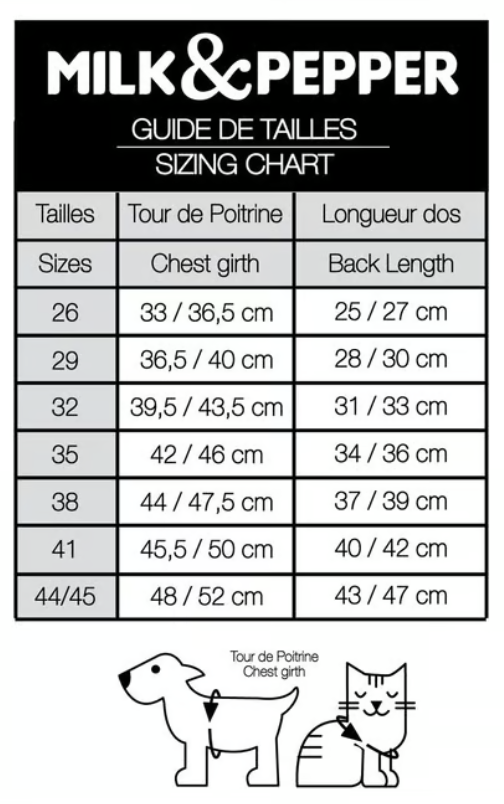 MILK&PEPPER
GUIDE DE TAILLES
SIZING CHART
Tailles Tour de Poitrine Longueur dos
Sizes Chest girth Back Length
26 33 / 36,5 cm 25 / 27 cm
29 36,5 / 40 cm 28 / 30 cm
32 39,5 / 43,5 cm 31 / 33 cm
35 42 / 46 cm 34 / 36 cm
38 44 / 47,5 cm 37 / 39 cm
41 45,5 / 50 cm 40 / 42 cm
44/45 48 / 52 cm 43 / 47 cm
Tour de Poitrine
Chest girth